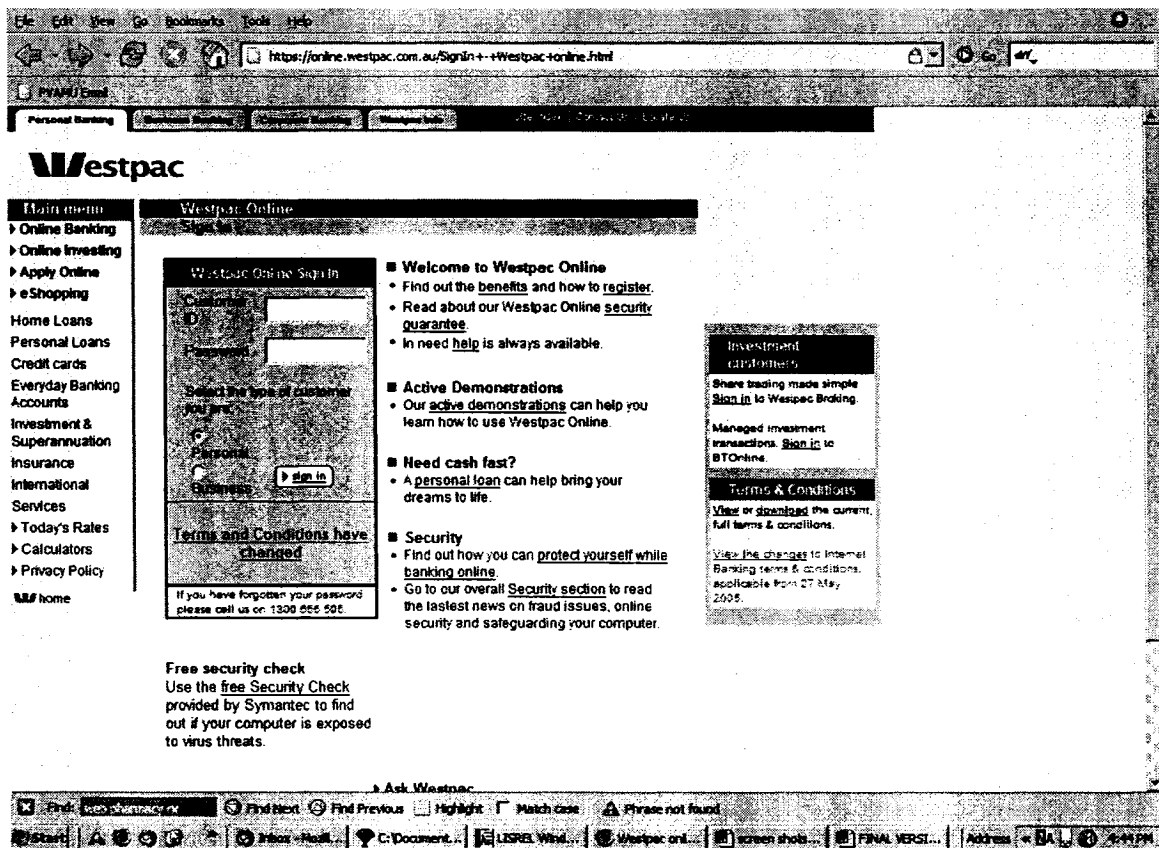 File Edit View Go Bookmarks Tools Help
https://online.westpac.com.au/SignIn+-+Westpac+online.html
Go
Personal Banking
Westpac
Main menu
Online Banking
Online Investing
Apply Online
eShopping
Home Loans
Personal Loans
Credit cards
Everyday Banking
Accounts
Investment &
Superannuation
Insurance
International
Services
Today's Rates
Calculators
Privacy Policy
home
Westpac Online
Sign In
Westpac Online Sign In
Customer
ID
Password
Select the type of customer
you are:
Personal
Business
sign in
Terms and Conditions have
changed
If you have forgotten your password
please call us on 1300 655 505.
Free security check
Use the free Security Check
provided by Symantec to find
out if your computer is exposed
to virus threats.
Welcome to Westpac Online
Find out the benefits and how to register.
Read about our Westpac Online security
guarantee.
In need help is always available.
Active Demonstrations
Our active demonstrations can help you
learn how to use Westpac Online.
Need cash fast?
A personal loan can help bring your
dreams to life.
Security
Find out how you can protect yourself while
banking online.
Go to our overall Security section to read
the lastest news on fraud issues, online
security and safeguarding your computer.
Ask Westpac
Investment
customers
Share trading made simple
Sign in to Westpac Broking.
Managed investment
transactions. Sign in to
BTOnline.
Terms & Conditions
View or download the current,
full terms & conditions.
View the changes to Internet
Banking terms & conditions,
applicable from 27 May
2005.
Find: Find Next Find Previous Highlight Match case Phrase not found
Start Inbox - Mozill... C:\Document... LISREL Wind... Westpac onl... screen shots... FINAL VERSI... Address 4:44 PM